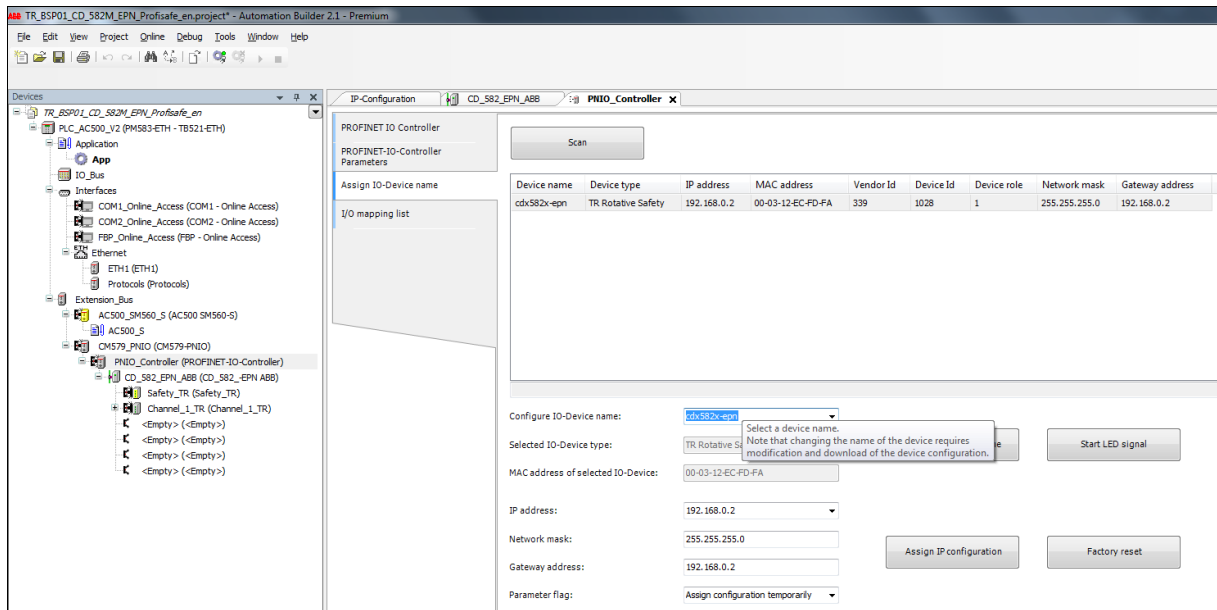 ABB TR_BSP01_CD_582M_EPN_Profisafe_en.project* - Automation Builder 2.1 - Premium
File Edit View Project Online Debug Tools Window Help
Devices
TR_BSP01_CD_582M_EPN_Profisafe_en
PLC_AC500_V2 (PM583-ETH - TB521-ETH)
Application
App
IO_Bus
Interfaces
COM1_Online_Access (COM1 - Online Access)
COM2_Online_Access (COM2 - Online Access)
FBP_Online_Access (FBP - Online Access)
Ethernet
ETH1 (ETH1)
Protocols (Protocols)
Extension_Bus
AC500_SM560_S (AC500 SM560-S)
AC500_S
CM579_PNIO (CM579-PNIO)
PNIO_Controller (PROFINET-IO-Controller)
CD_582_EPN_ABB (CD_582_-EPN ABB)
Safety_TR (Safety_TR)
Channel_1_TR (Channel_1_TR)
<Empty> (<Empty>)
<Empty> (<Empty>)
<Empty> (<Empty>)
<Empty> (<Empty>)
IP-Configuration CD_582_EPN_ABB PNIO_Controller
PROFINET IO Controller
PROFINET-IO-Controller
Parameters
Assign IO-Device name
I/O mapping list
Scan
Device name Device type IP address MAC address Vendor Id Device Id Device role Network mask Gateway address
cdx582x-epn TR Rotative Safety 192.168.0.2 00-03-12-EC-FD-FA 339 1028 1 255.255.255.0 192.168.0.2
Configure IO-Device name: cdx582x-epn
Select a device name.
Note that changing the name of the device requires
modification and download of the device configuration.
Selected IO-Device type: TR Rotative Sa
Start LED signal
MAC address of selected IO-Device: 00-03-12-EC-FD-FA
IP address: 192.168.0.2
Network mask: 255.255.255.0
Assign IP configuration Factory reset
Gateway address: 192.168.0.2
Parameter flag: Assign configuration temporarily